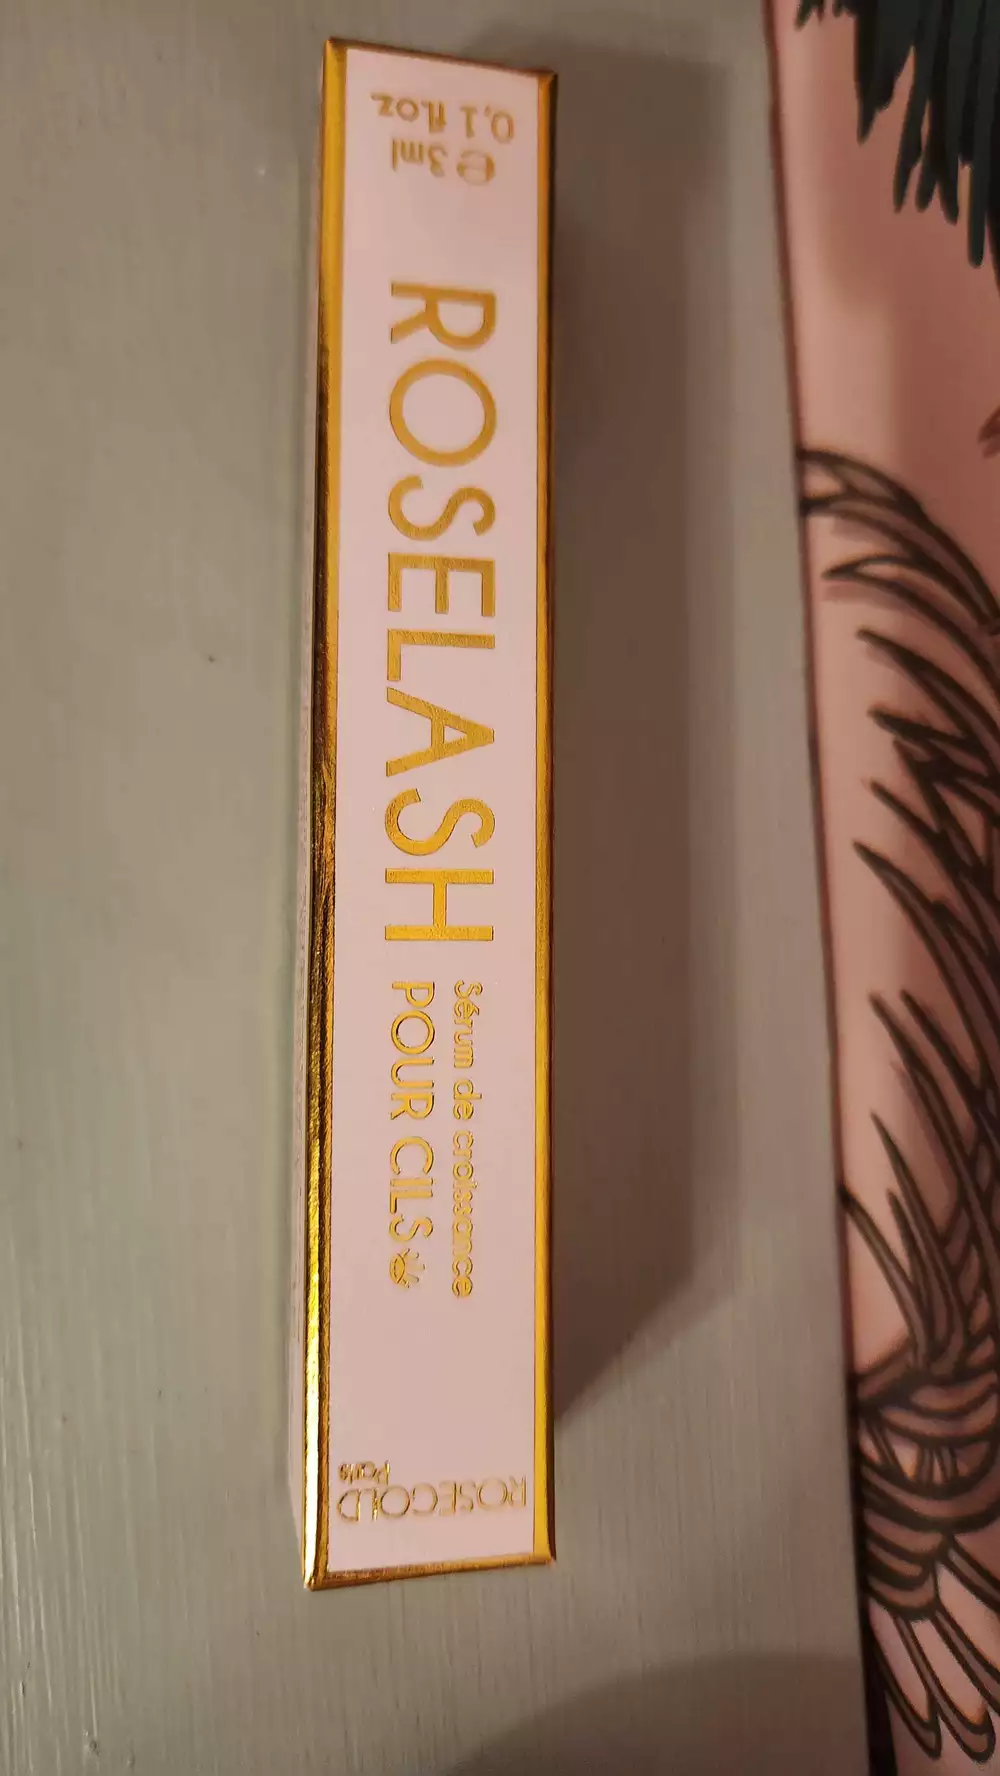 ROSEGOLD
Paris
ROSELASH
Sérum de croissance
POUR CILS
℮ 3ml
0,1 fl.oz